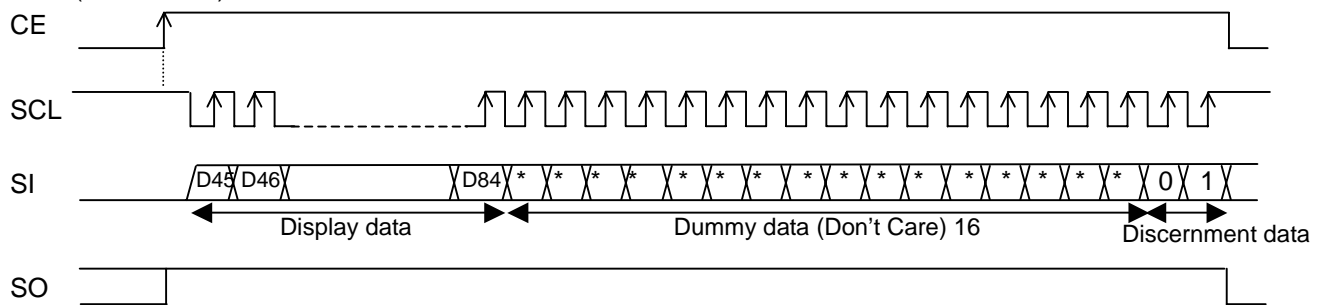 CE
SCL
SI D45 D46 D84 * * * * * * * * * * * * * * * * 0 1
Display data Dummy data (Don’t Care) 16 Discernment data
SO